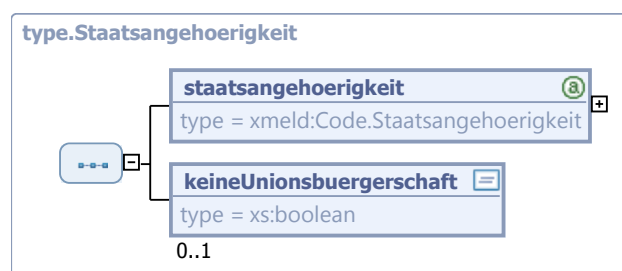 type.Staatsangehoerigkeit
staatsangehoerigkeit
type = xmeld:Code.Staatsangehoerigkeit
keineUnionsbuergerschaft
type = xs:boolean
0..1